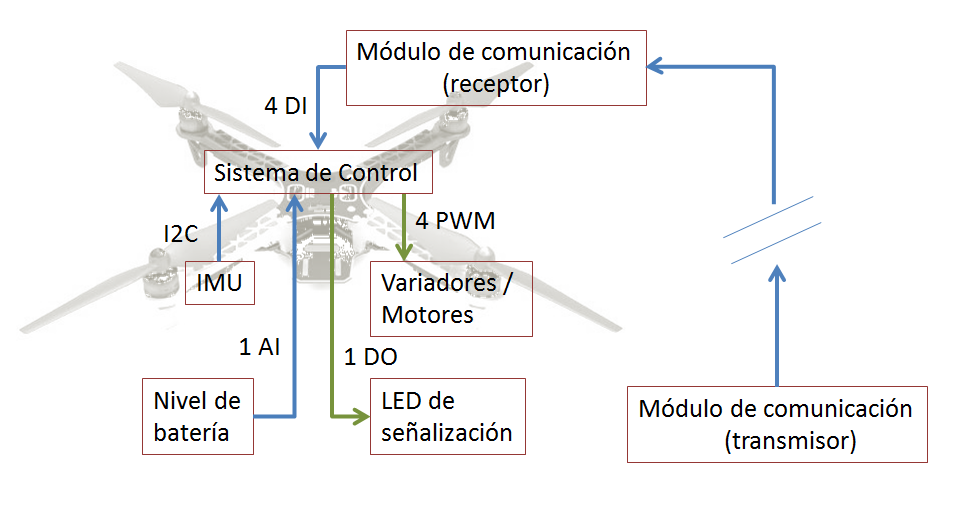 Módulo de comunicación
(receptor)
4 DI
Sistema de Control
I2C
4 PWM
IMU
Variadores /
Motores
1 AI
1 DO
Nivel de
batería
LED de
señalización
Módulo de comunicación
(transmisor)